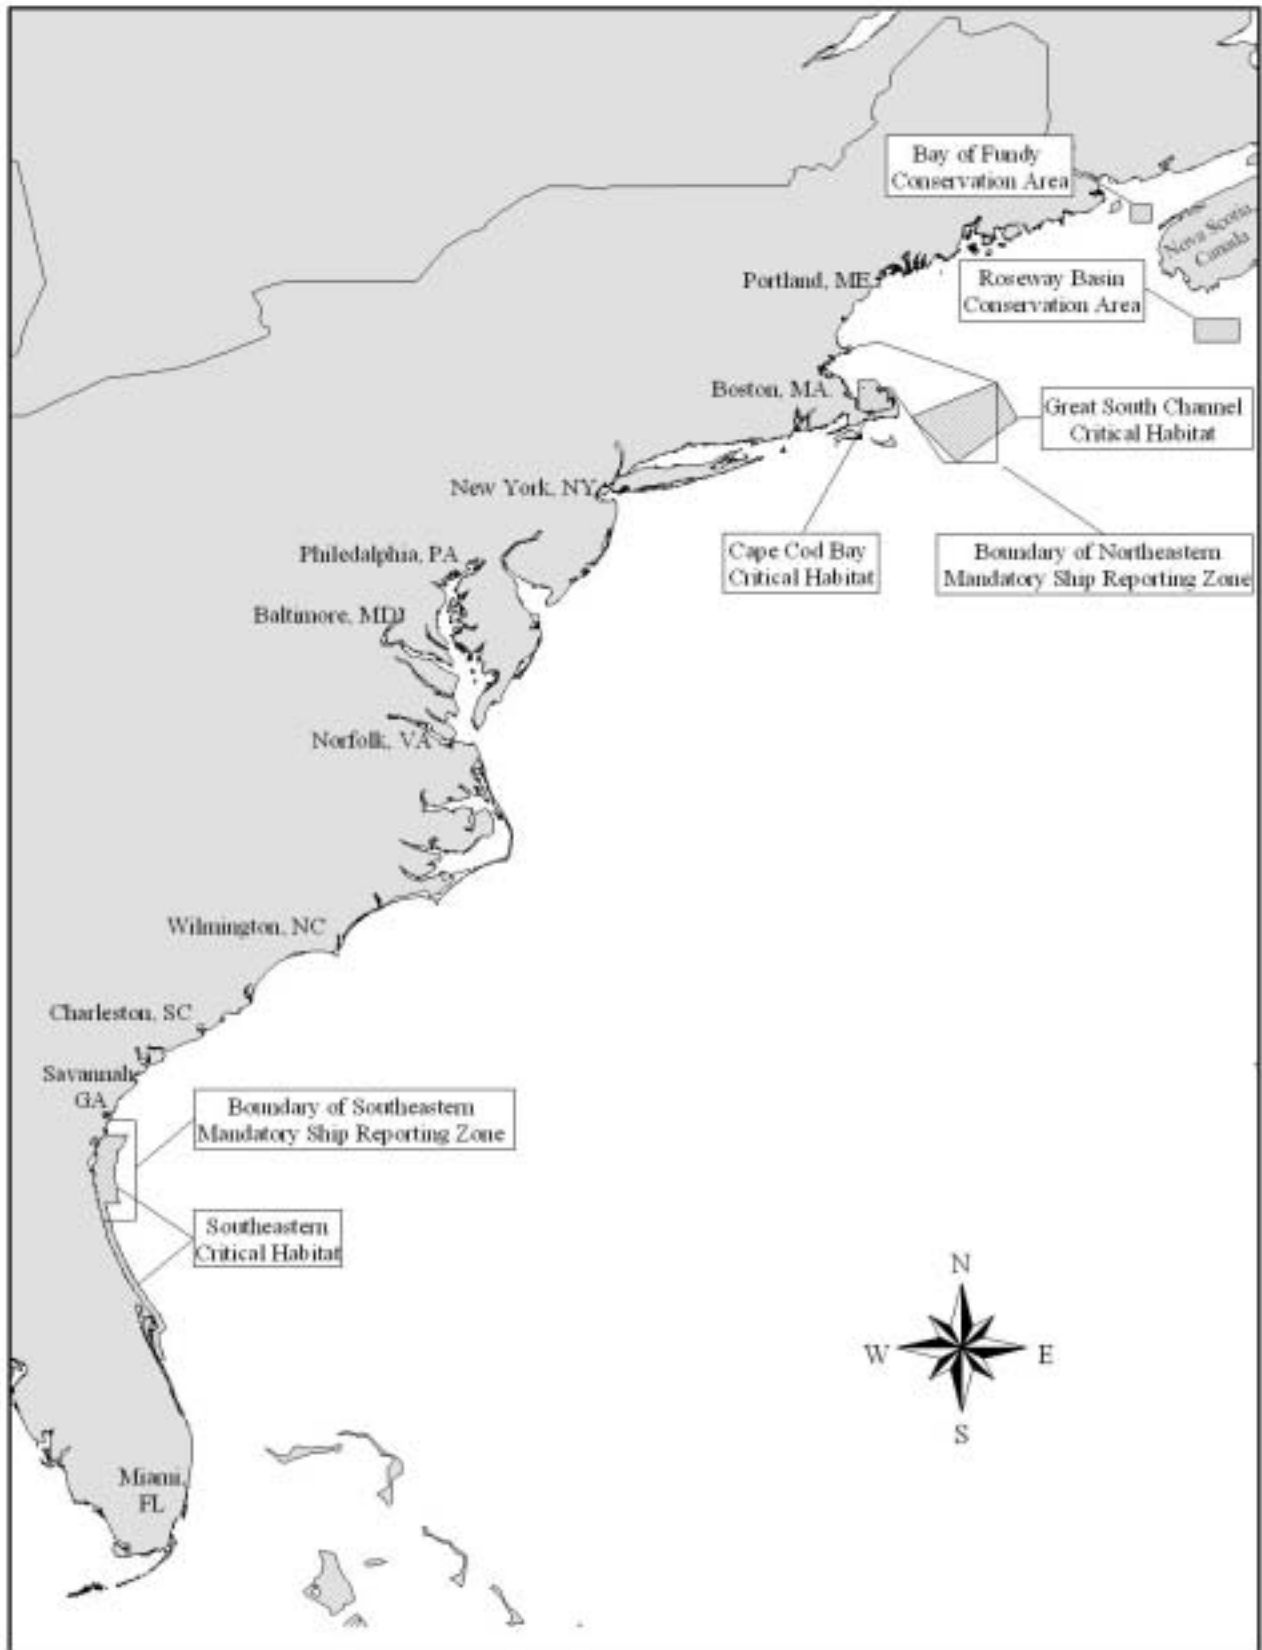 Bay of Fundy
Conservation Area
Nova Scotia,
Canada
Portland, ME
Roseway Basin
Conservation Area
Boston, MA
Great South Channel
Critical Habitat
New York, NY
Cape Cod Bay
Critical Habitat
Boundary of Northeastern
Mandatory Ship Reporting Zone
Philedalphia, PA
Baltimore, MD
Norfolk, VA
Wilmington, NC
Charleston, SC
Savannah,
GA
Boundary of Southeastern
Mandatory Ship Reporting Zone
Southeastern
Critical Habitat
N
W
E
S
Miami,
FL